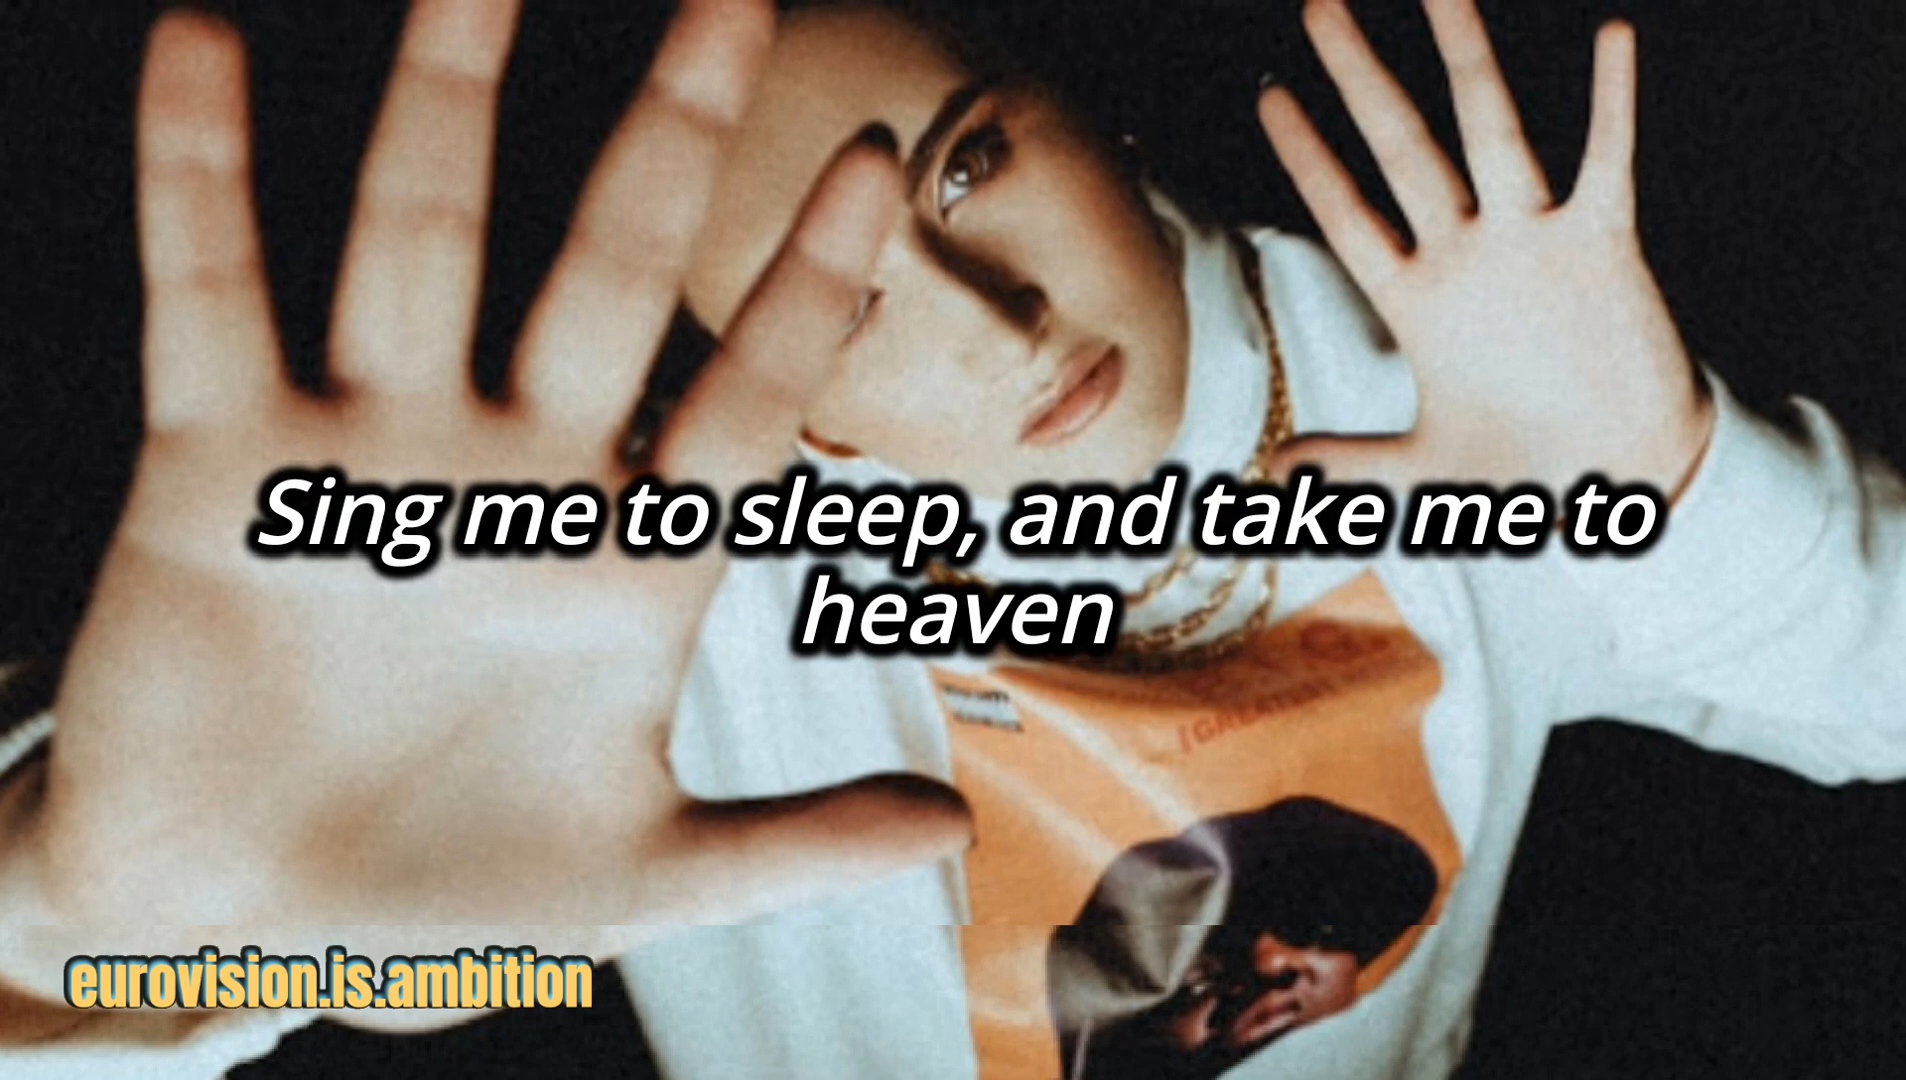 Sing me to sleep, and take me to
heaven
eurovision.is.ambition